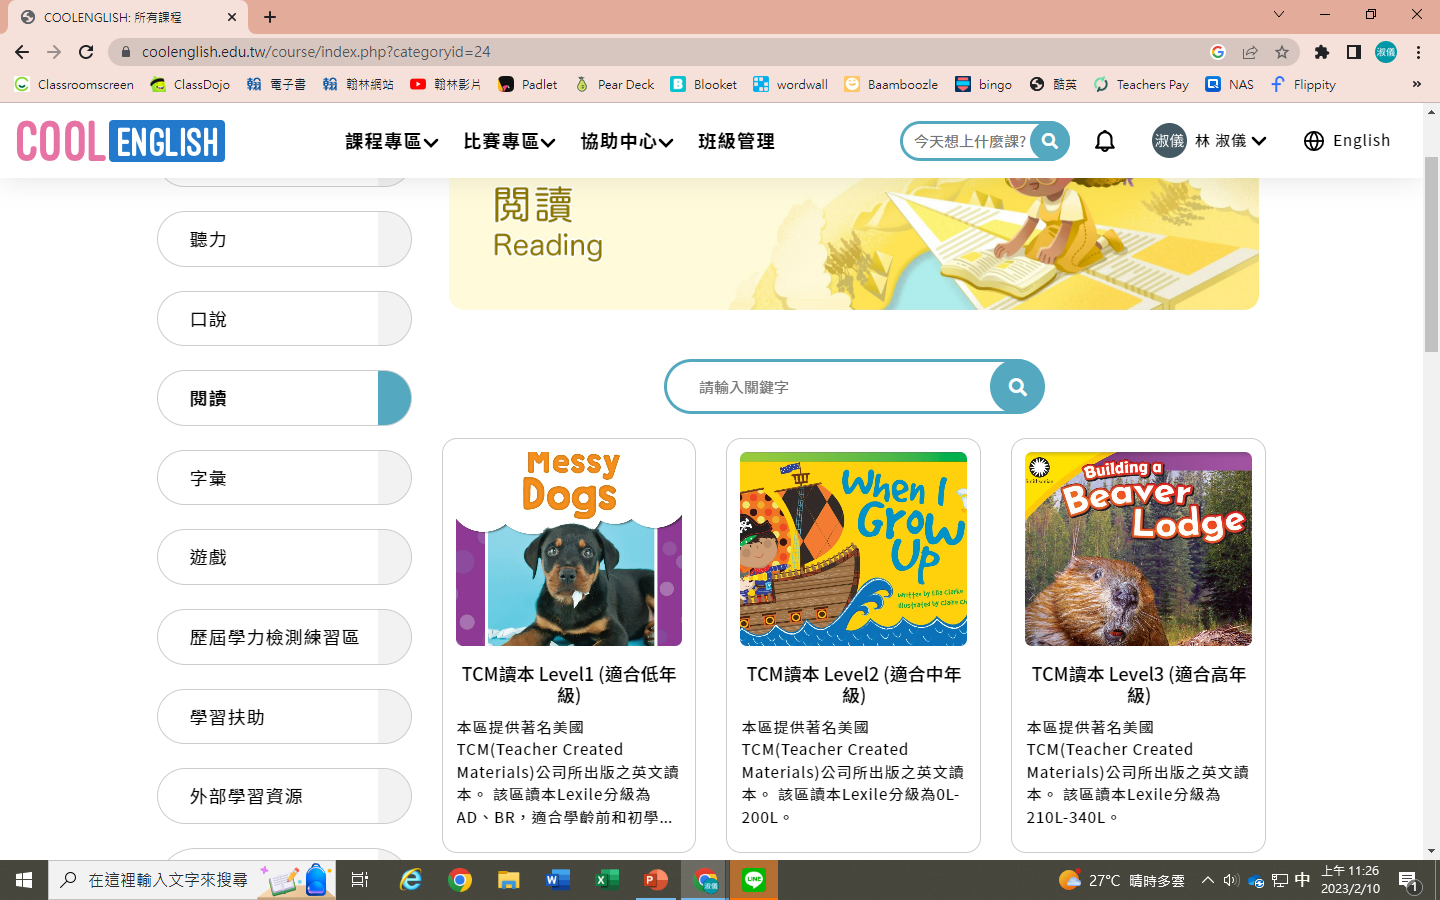 COOLENGLISH: 所有課程
coolenglish.edu.tw/course/index.php?categoryid=24
淑儀
Classroomscreen
ClassDojo
電子書
翰林網站
翰林影片
Padlet
Pear Deck
Blooket
wordwall
Baamboozle
bingo
酷英
Teachers Pay
NAS
Flippity
COOL ENGLISH
課程專區
比賽專區
協助中心
班級管理
今天想上什麼課?
淑儀
林 淑儀
English
閱讀
Reading
聽力
口說
閱讀
字彙
遊戲
歷屆學力檢測練習區
學習扶助
外部學習資源
請輸入關鍵字
Messy
Dogs
TCM讀本 Level1 (適合低年
級)
本區提供著名美國
TCM(Teacher Created
Materials)公司所出版之英文讀
本。 該區讀本Lexile分級為
AD、BR，適合學齡前和初學...
When I
Grow
Up
Written by Ella Clarke
Illustrated by Claire Ch
TCM讀本 Level2 (適合中年
級)
本區提供著名美國
TCM(Teacher Created
Materials)公司所出版之英文讀
本。 該區讀本Lexile分級為0L-
200L。
Smithsonian
Building a
Beaver
Lodge
TCM讀本 Level3 (適合高年
級)
本區提供著名美國
TCM(Teacher Created
Materials)公司所出版之英文讀
本。 該區讀本Lexile分級為
210L-340L。
在這裡輸入文字來搜尋
淑儀
LINE
27°C 晴時多雲
中
上午 11:26
2023/2/10
1